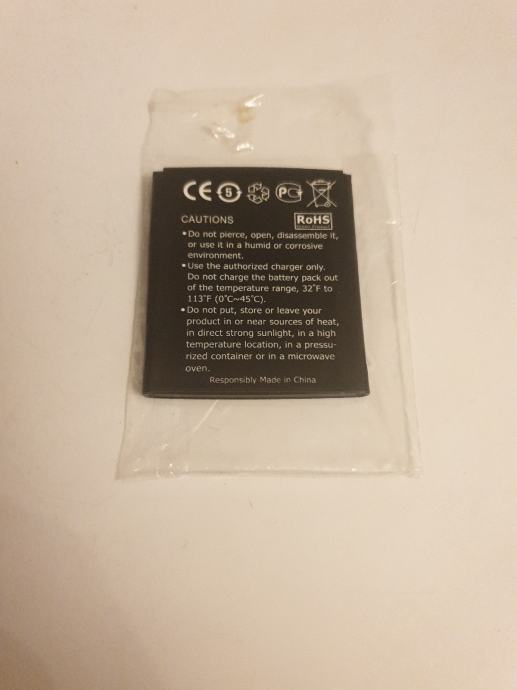 CE 5 PC
CAUTIONS RoHS
• Do not pierce, open, disassemble it,
or use it in a humid or corrosive
environment.
• Use the authorized charger only.
Do not charge the battery pack out
of the temperature range, 32°F to
113°F (0°C~45°C).
• Do not put, store or leave your
product in or near sources of heat,
in direct strong sunlight, in a high
temperature location, in a pressu-
rized container or in a microwave
oven.
Responsibly Made in China